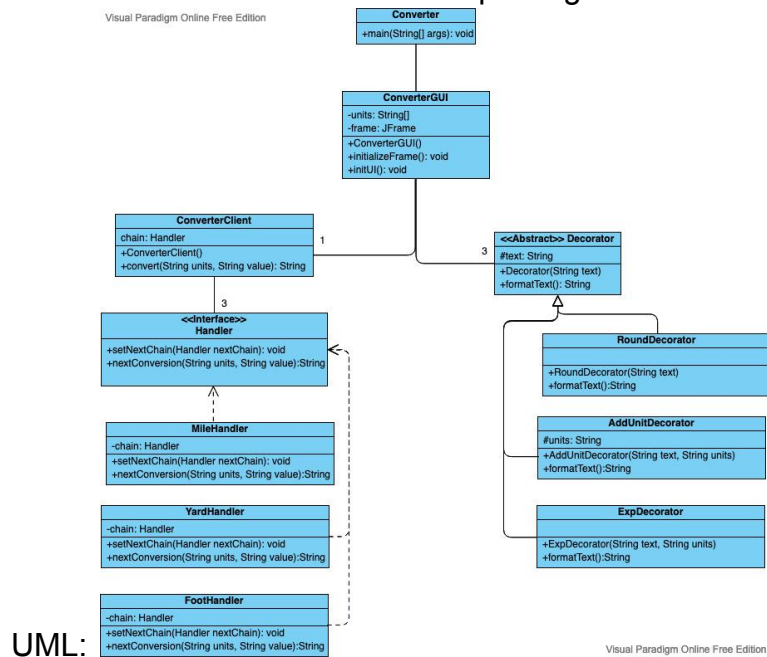 Visual Paradigm Online Free Edition
Converter
+main(String[] args): void
ConverterGUI
-units: String[]
-frame: JFrame
+ConverterGUI()
+initializeFrame(): void
+initUI(): void
ConverterClient
chain: Handler
+ConverterClient()
+convert(String units, String value): String
1
3
<<Abstract>> Decorator
#text: String
+Decorator(String text)
+formatText(): String
3
<<Interface>>
Handler
+setNextChain(Handler nextChain): void
+nextConversion(String units, String value):String
RoundDecorator
+RoundDecorator(String text)
+formatText():String
MileHandler
-chain: Handler
+setNextChain(Handler nextChain): void
+nextConversion(String units, String value):String
AddUnitDecorator
#units: String
+AddUnitDecorator(String text, String units)
+formatText():String
YardHandler
-chain: Handler
+setNextChain(Handler nextChain): void
+nextConversion(String units, String value):String
ExpDecorator
+ExpDecorator(String text, String units)
+formatText():String
FootHandler
-chain: Handler
+setNextChain(Handler nextChain): void
+nextConversion(String units, String value):String
UML:
Visual Paradigm Online Free Edition